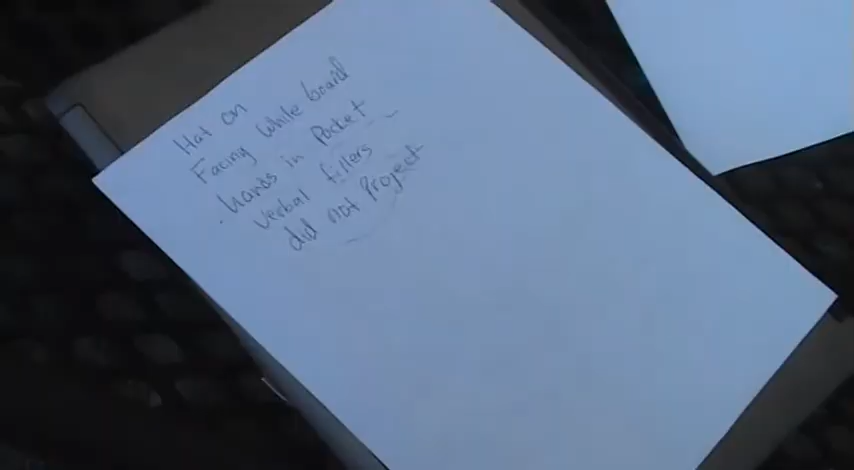 Hat on
Facing white board
. hands in Pocket
verbal fillers
did not Project